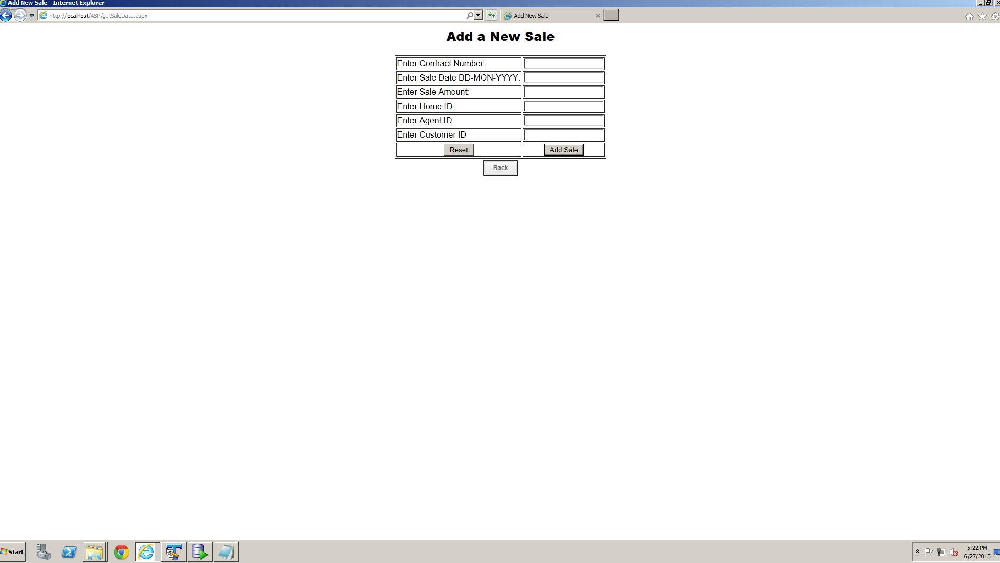 Add New Sale - Internet Explorer
http://localhost/ASP/getSaleData.aspx
Add New Sale
Add a New Sale
Enter Contract Number:
Enter Sale Date DD-MON-YYYY:
Enter Sale Amount:
Enter Home ID:
Enter Agent ID
Enter Customer ID
Reset Add Sale
Back
Start
5:22 PM
6/27/2015